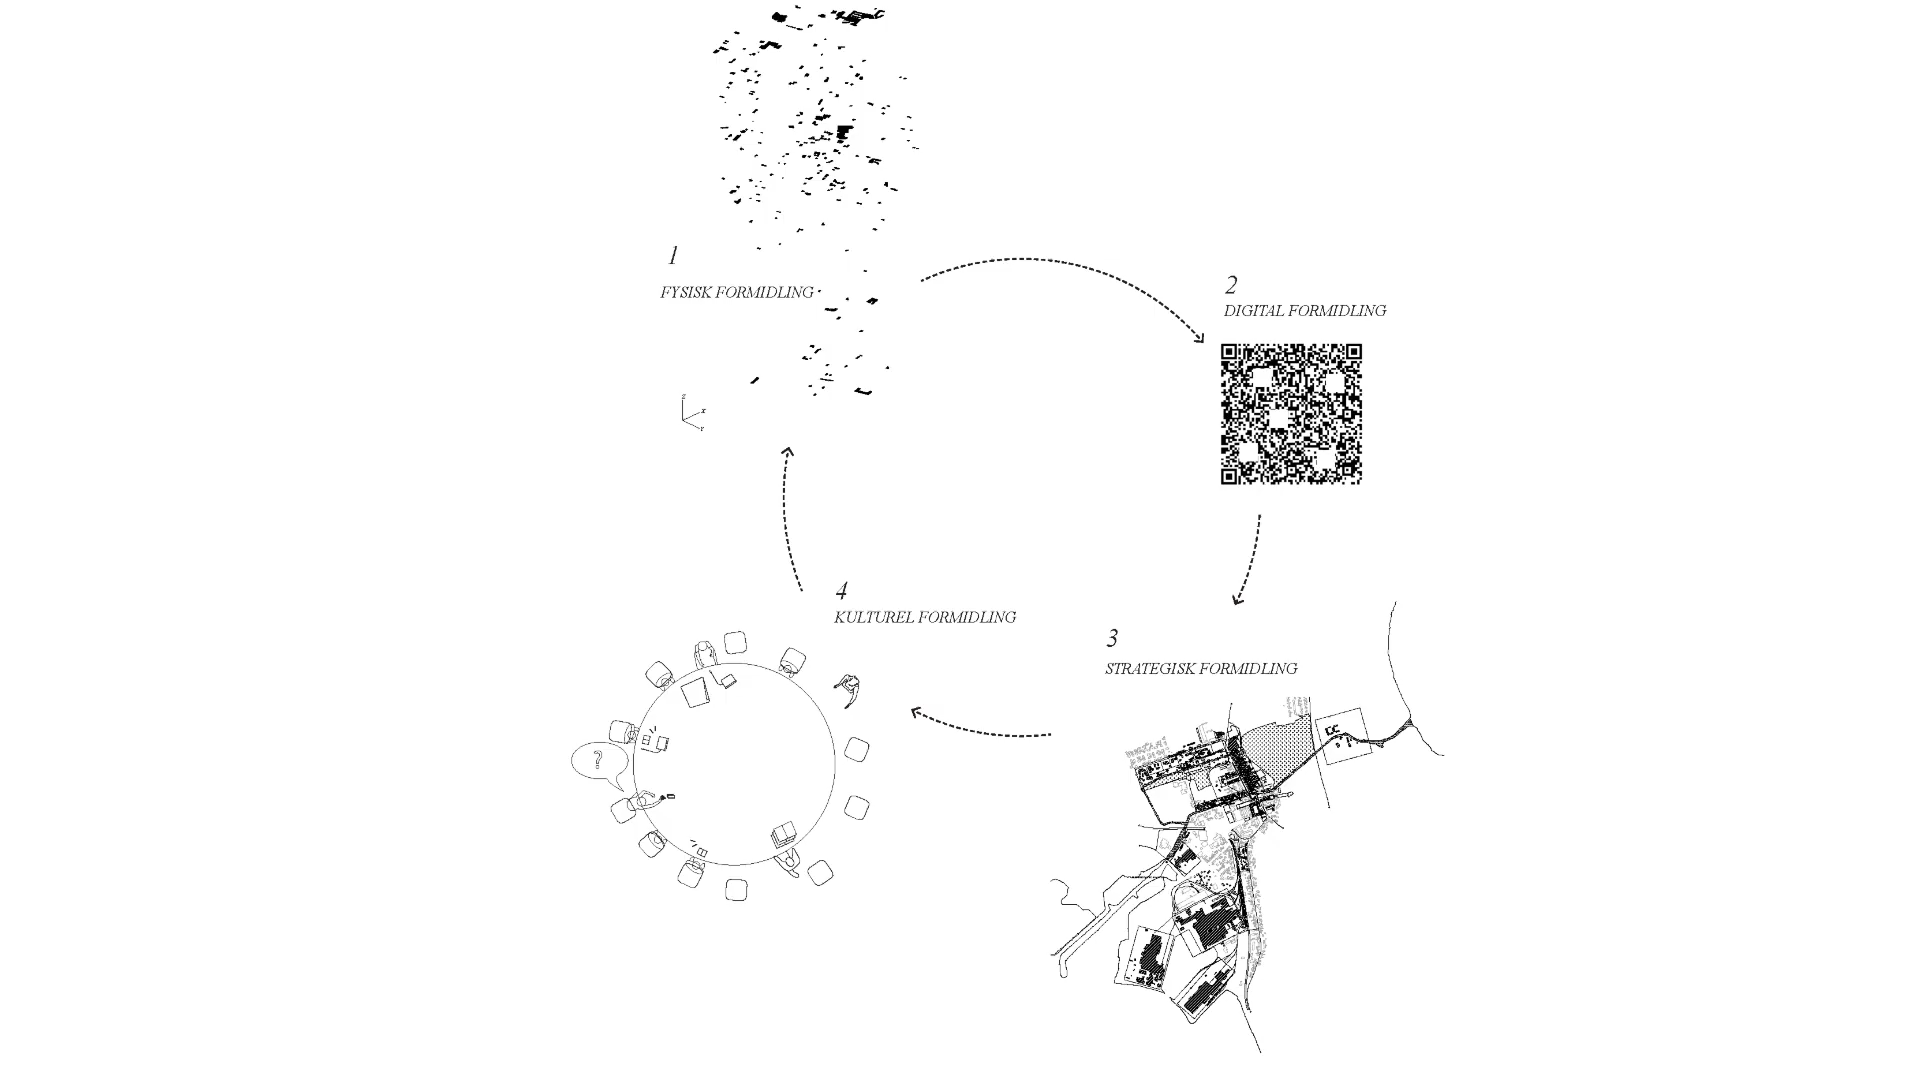 1
FYSISK FORMIDLING
2
DIGITAL FORMIDLING
Z
X
Y
4
KULTUREL FORMIDLING
3
STRATEGISK FORMIDLING
?